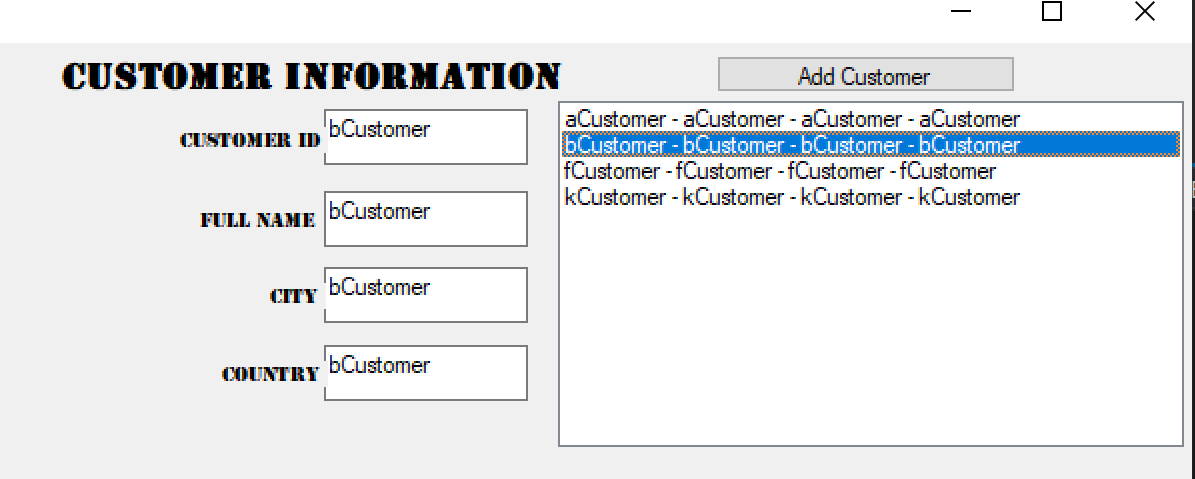 CUSTOMER INFORMATION
Add Customer
CUSTOMER ID
bCustomer
FULL NAME
bCustomer
CITY
bCustomer
COUNTRY
bCustomer
aCustomer - aCustomer - aCustomer - aCustomer
bCustomer - bCustomer - bCustomer - bCustomer
fCustomer - fCustomer - fCustomer - fCustomer
kCustomer - kCustomer - kCustomer - kCustomer